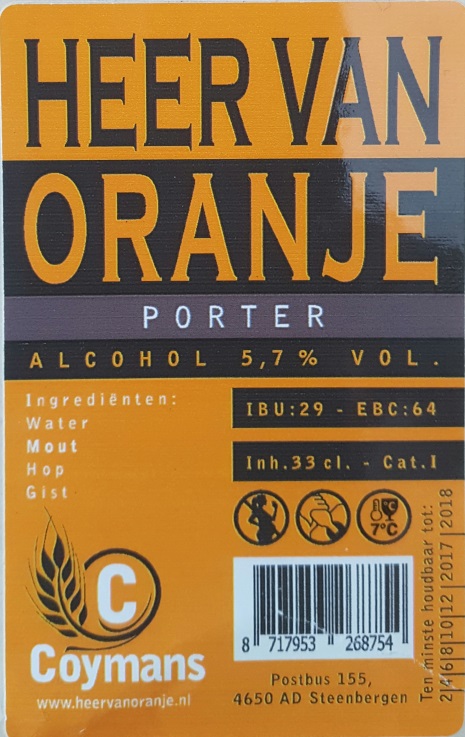 HEER VAN
ORANJE
PORTER
ALCOHOL 5,7% VOL.
Ingrediënten:
Water
Mout
Hop
Gist
IBU:29 - EBC:64
Inh.33 cl. - Cat.I
7°C
C
Coymans
www.heervanoranje.nl
8 717953 268754
Postbus 155,
4650 AD Steenbergen
Ten minste houdbaar tot:
2|4|6|8|10|12|2017|2018